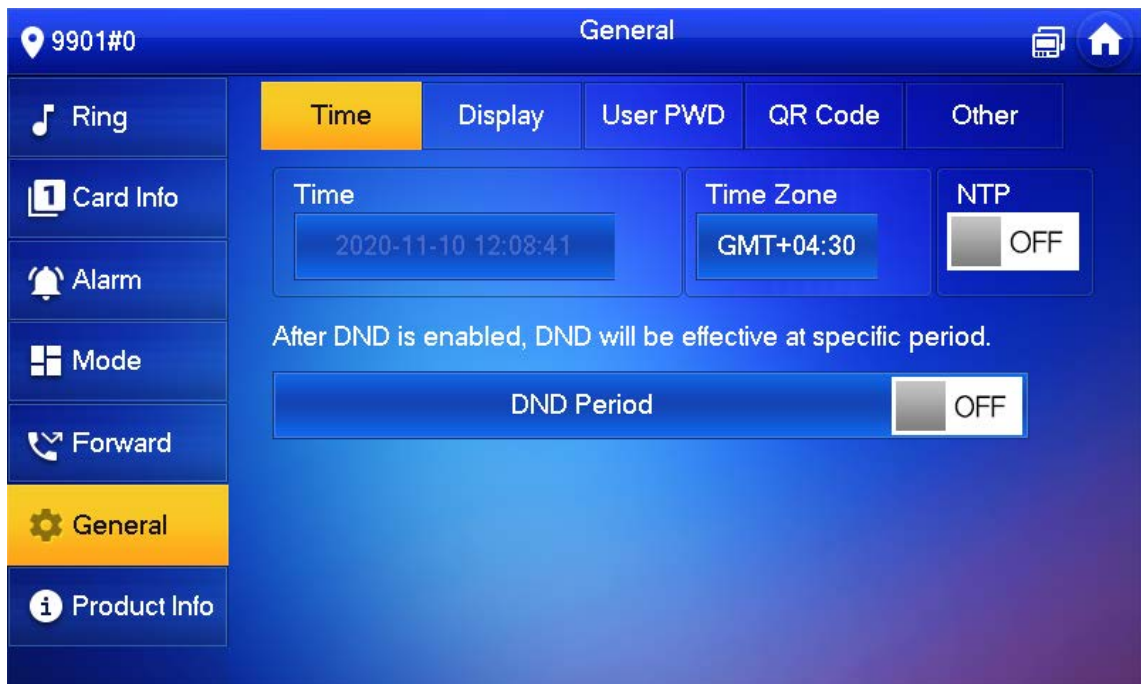 9901#0
General
Ring
Card Info
Alarm
Mode
Forward
General
Product Info
Time
Display
User PWD
QR Code
Other
Time
2020-11-10 12:08:41
Time Zone
GMT+04:30
NTP
OFF
After DND is enabled, DND will be effective at specific period.
DND Period
OFF